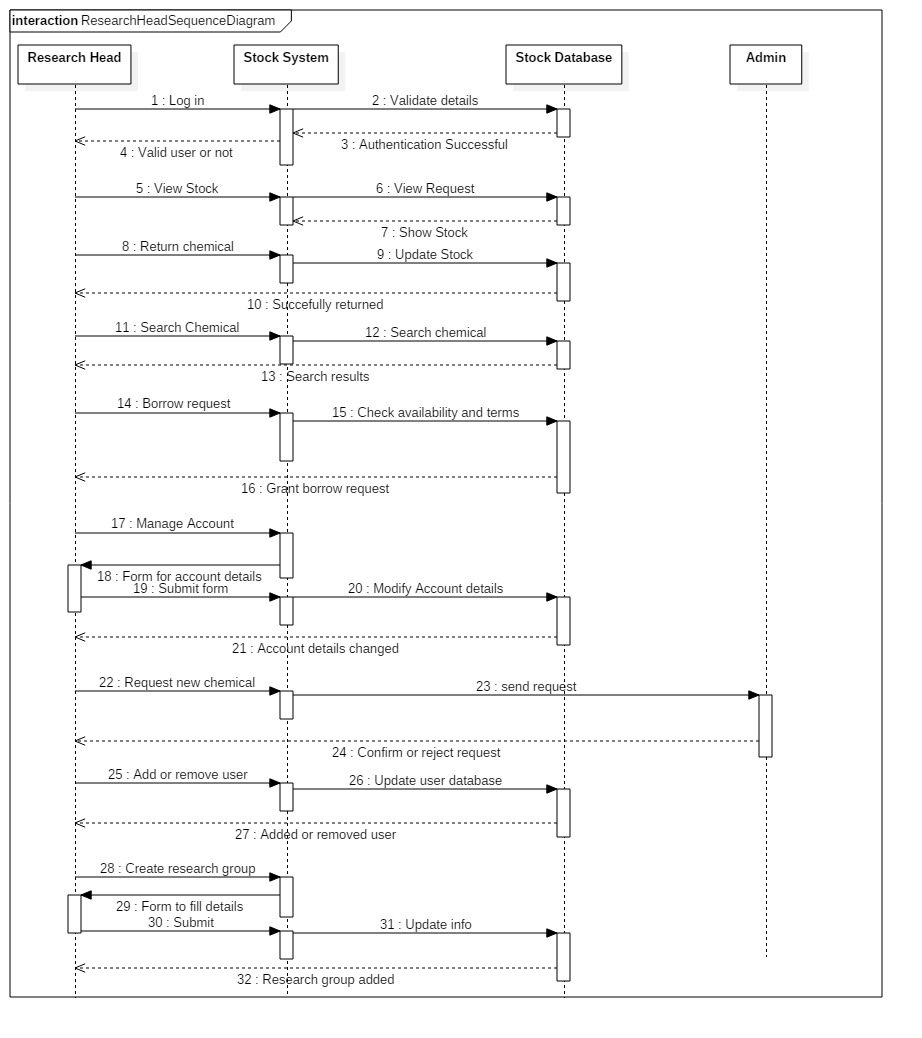 interaction ResearchHeadSequenceDiagram
Research Head
Stock System
Stock Database
Admin
1 : Log in
2 : Validate details
3 : Authentication Successful
4 : Valid user or not
5 : View Stock
6 : View Request
7 : Show Stock
8 : Return chemical
9 : Update Stock
10 : Succefully returned
11 : Search Chemical
12 : Search chemical
13 : Search results
14 : Borrow request
15 : Check availability and terms
16 : Grant borrow request
17 : Manage Account
18 : Form for account details
19 : Submit form
20 : Modify Account details
21 : Account details changed
22 : Request new chemical
23 : send request
24 : Confirm or reject request
25 : Add or remove user
26 : Update user database
27 : Added or removed user
28 : Create research group
29 : Form to fill details
30 : Submit
31 : Update info
32 : Research group added